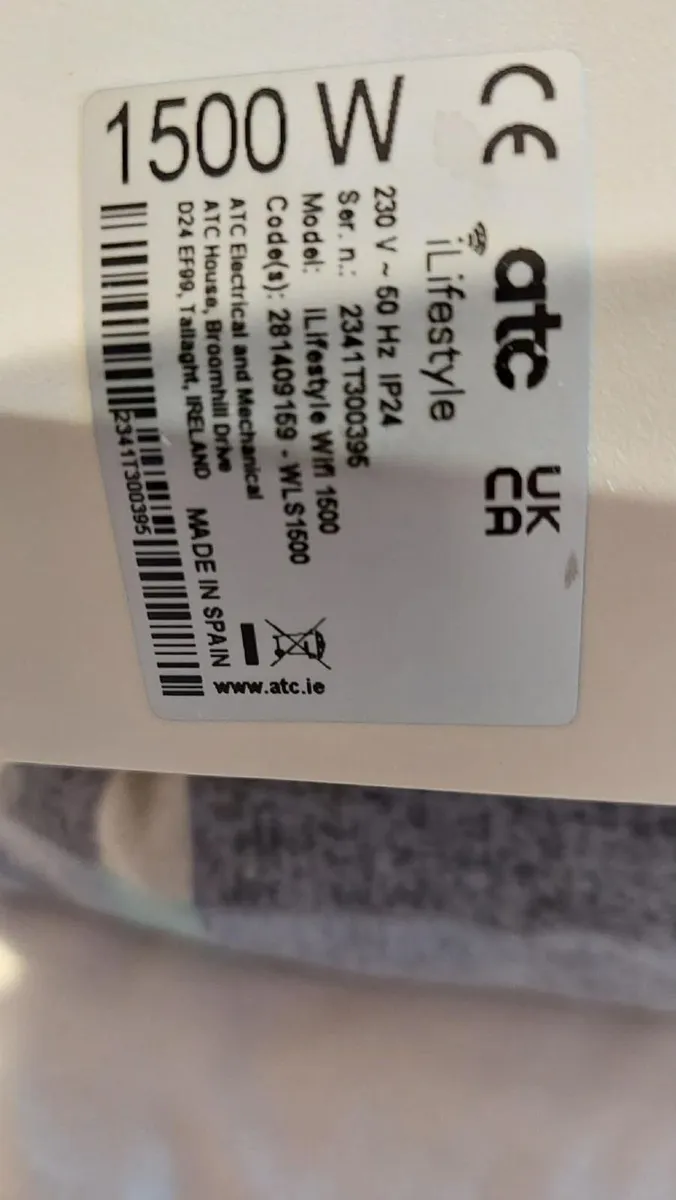 CE atc UK
CA
iLifestyle
230 V ~ 50 Hz IP24
Ser. n.: 2341T300395
Model: iLifestyle Wifi 1500
Code(s): 281409159 - WLS1500
ATC Electrical and Mechanical
ATC House, Broomhill Drive
D24 EF99, Tallaght, IRELAND MADE IN SPAIN
www.atc.ie
1500 W
2341T300395